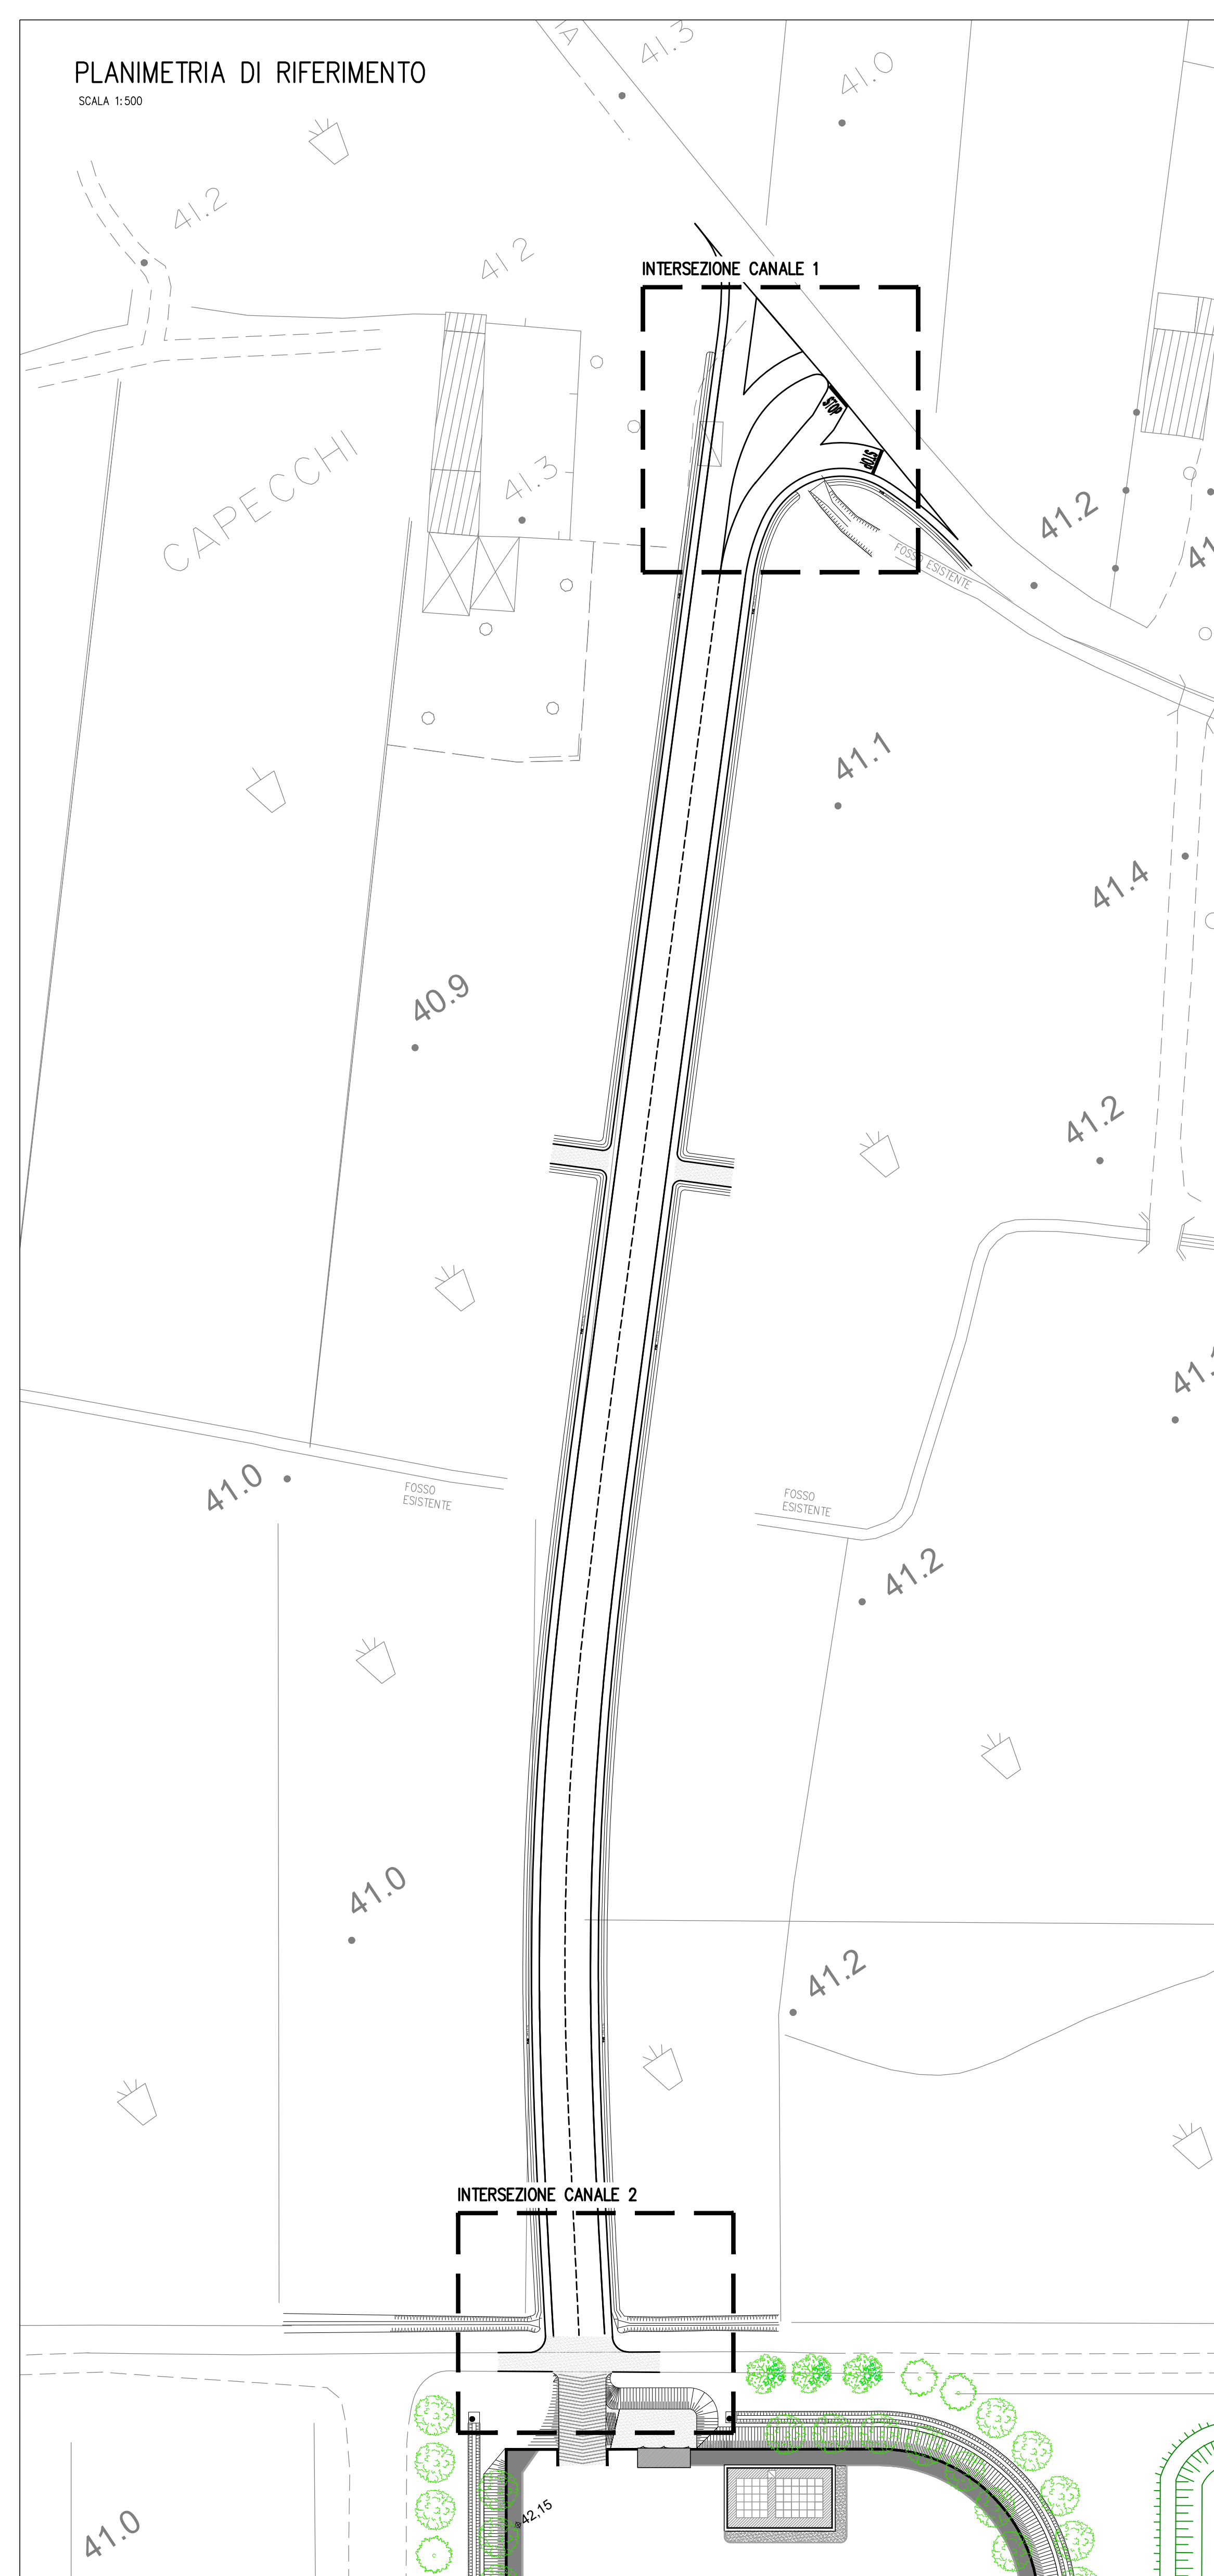 PLANIMETRIA DI RIFERIMENTO
SCALA 1:500
IA
41.3
41.0
41.2
41.2
INTERSEZIONE CANALE 1
STOP
STOP
CAPECCHI
41.3
41.2
41
FOSSO ESISTENTE
41.1
41.4
40.9
41.2
41.0
FOSSO
ESISTENTE
FOSSO
ESISTENTE
41.2
41.0
41.2
INTERSEZIONE CANALE 2
42,15
41.0